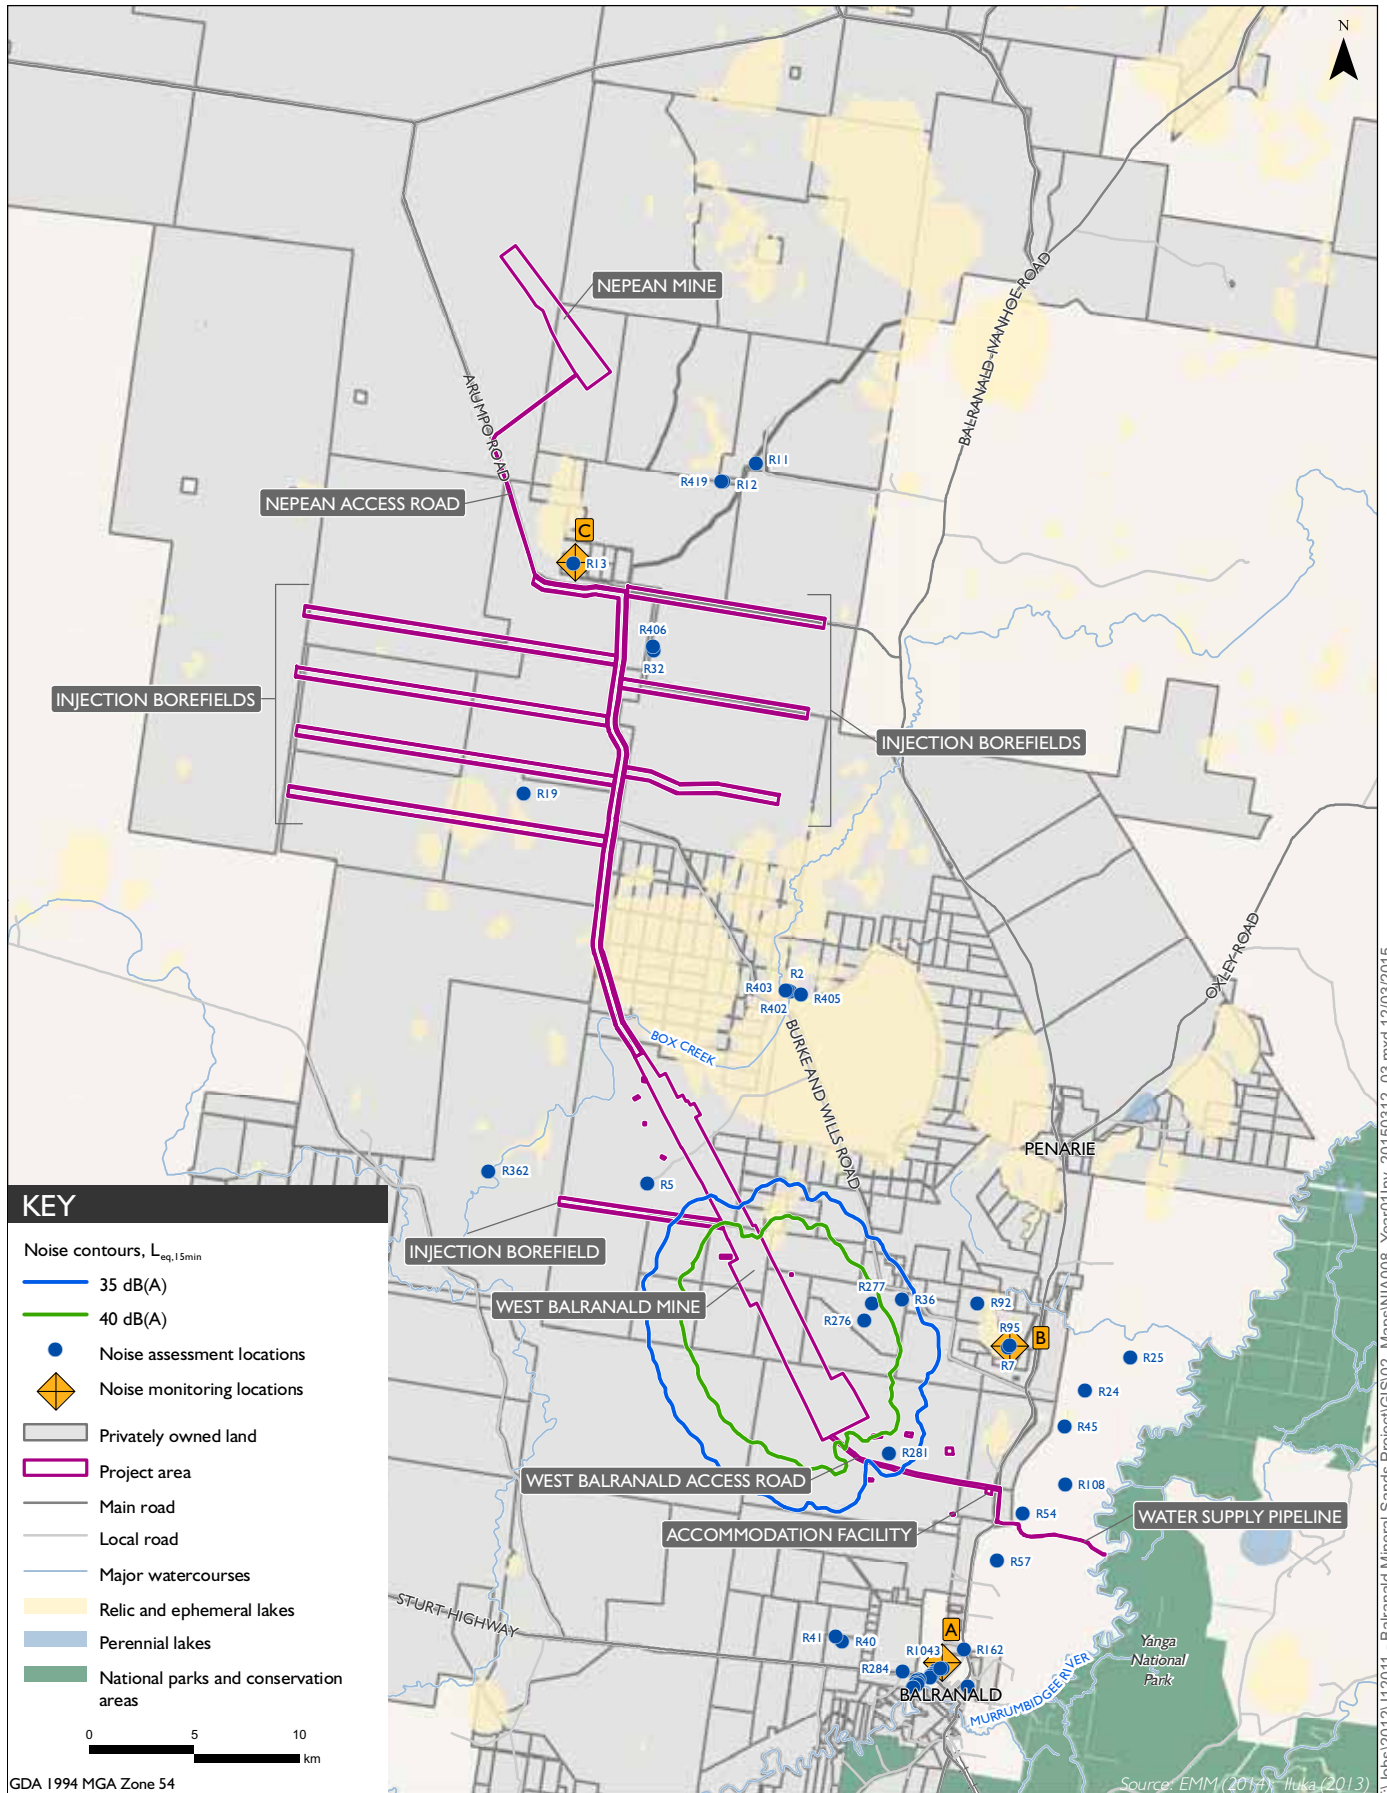 N
NEPEAN MINE
ARUMPO ROAD
BALRANALD-IVANHOE ROAD
R11
R419
R12
NEPEAN ACCESS ROAD
C
R13
R406
R32
INJECTION BOREFIELDS
INJECTION BOREFIELDS
R19
OXLEY ROAD
R2
R403
R405
R402
BOX CREEK
BURKE AND WILLS ROAD
PENARIE
R362
R5
INJECTION BOREFIELD
WEST BALRANALD MINE
R277
R36
R276
R92
R95
B
R7
R25
R24
R45
R281
WEST BALRANALD ACCESS ROAD
R108
R54
WATER SUPPLY PIPELINE
ACCOMMODATION FACILITY
R57
STURT HIGHWAY
A
R41
R40
R1043
R162
R284
BALRANALD
MURRUMBIDGEE RIVER
Yanga
National
Park
KEY
Noise contours, Leq,15min
35 dB(A)
40 dB(A)
Noise assessment locations
Noise monitoring locations
Privately owned land
Project area
Main road
Local road
Major watercourses
Relic and ephemeral lakes
Perennial lakes
National parks and conservation
areas
0 5 10
km
GDA 1994 MGA Zone 54
Source: EMM (2014); Iluka (2013)